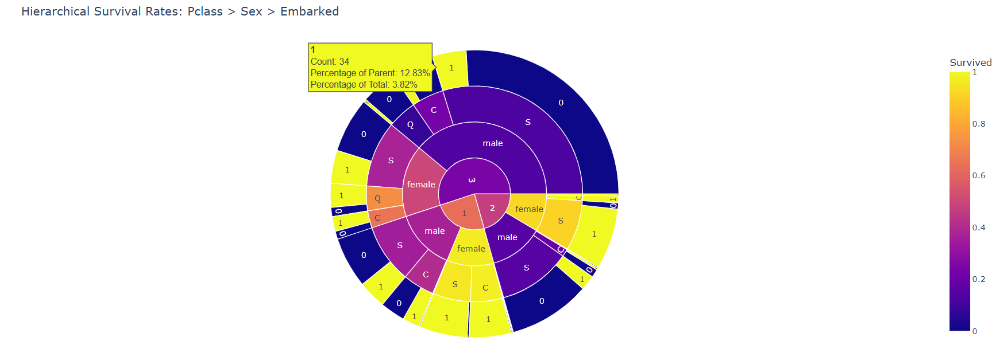 Hierarchical Survival Rates: Pclass > Sex > Embarked
1
Count: 34
Percentage of Parent: 12.83%
Percentage of Total: 3.82%
1
0
0
C
S
Q
male
0
S
3
female
1
1
Q
0
C
1
0
male
1
2
female
S
C
1
0
1
male
female
S
C
0
1
S
S
C
C
0
1
0
1
1
1
0
Survived
1
0.8
0.6
0.4
0.2
0